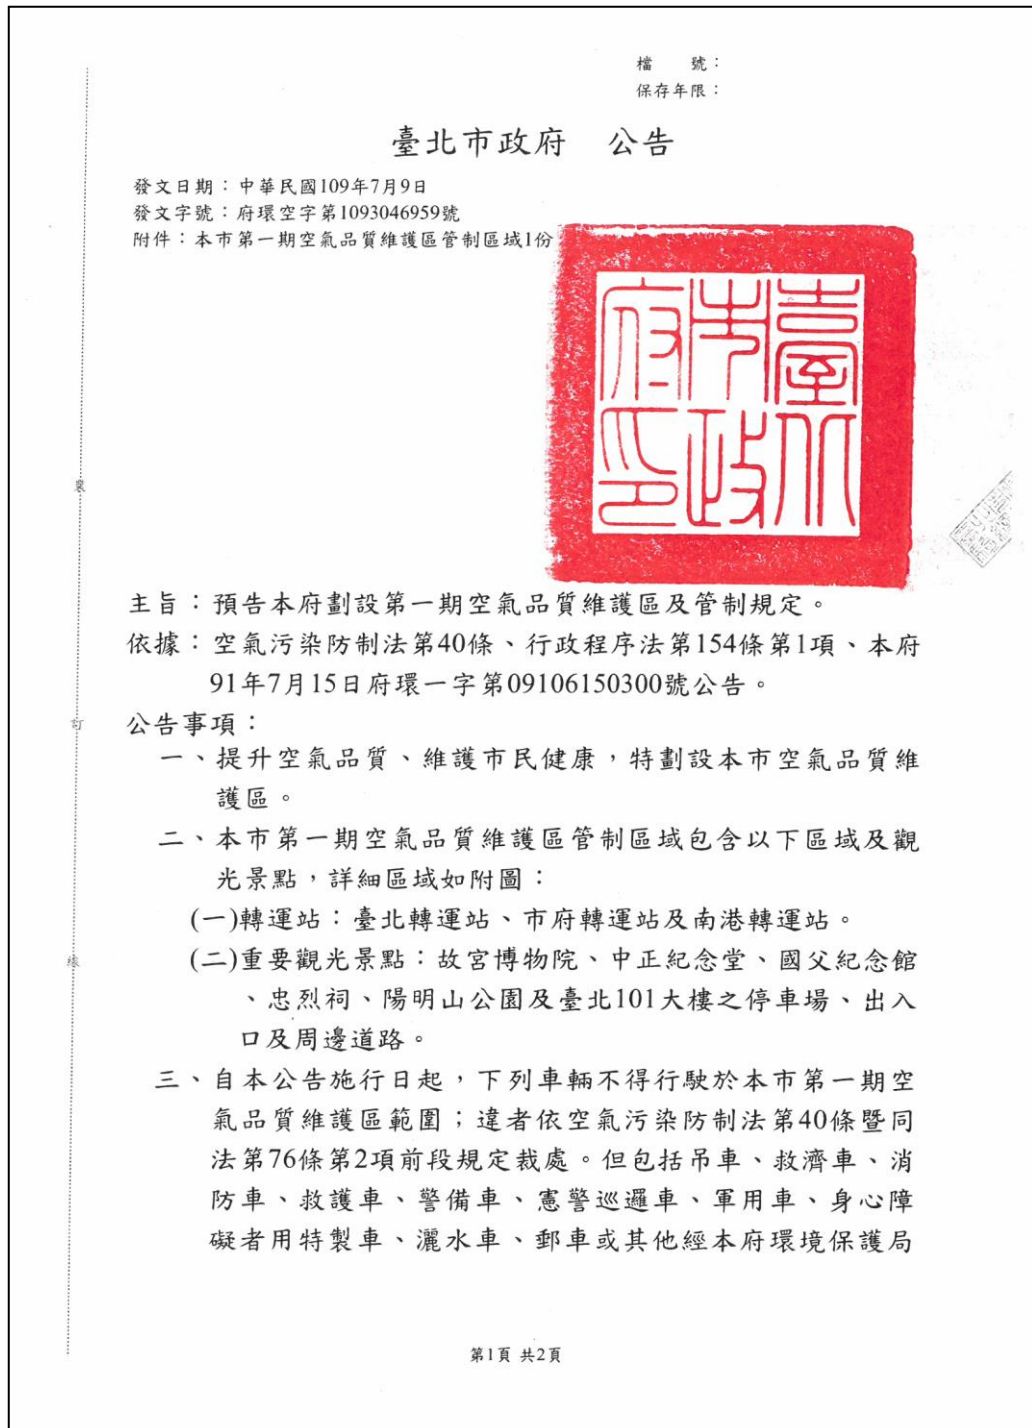 檔　　號：
保存年限：
臺北市政府　公告
發文日期：中華民國109年7月9日
發文字號：府環空字第1093046959號
附件：本市第一期空氣品質維護區管制區域1份
臺北市政府印
主旨：預告本府劃設第一期空氣品質維護區及管制規定。
依據：空氣污染防制法第40條、行政程序法第154條第1項、本府
91年7月15日府環一字第09106150300號公告。
公告事項：
一、提升空氣品質、維護市民健康，特劃設本市空氣品質維
護區。
二、本市第一期空氣品質維護區管制區域包含以下區域及觀
光景點，詳細區域如附圖：
(一)轉運站：臺北轉運站、市府轉運站及南港轉運站。
(二)重要觀光景點：故宮博物院、中正紀念堂、國父紀念館
、忠烈祠、陽明山公園及臺北101大樓之停車場、出入
口及周邊道路。
三、自本公告施行日起，下列車輛不得行駛於本市第一期空
氣品質維護區範圍；違者依空氣污染防制法第40條暨同
法第76條第2項前段規定裁處。但包括吊車、救濟車、消
防車、救護車、警備車、憲警巡邏車、軍用車、身心障
礙者用特製車、灑水車、郵車或其他經本府環境保護局
裝
訂
線
第1頁 共2頁